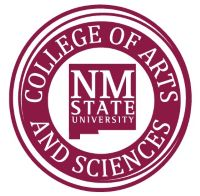 COLLEGE OF ARTS
AND SCIENCES
NM
STATE
UNIVERSITY